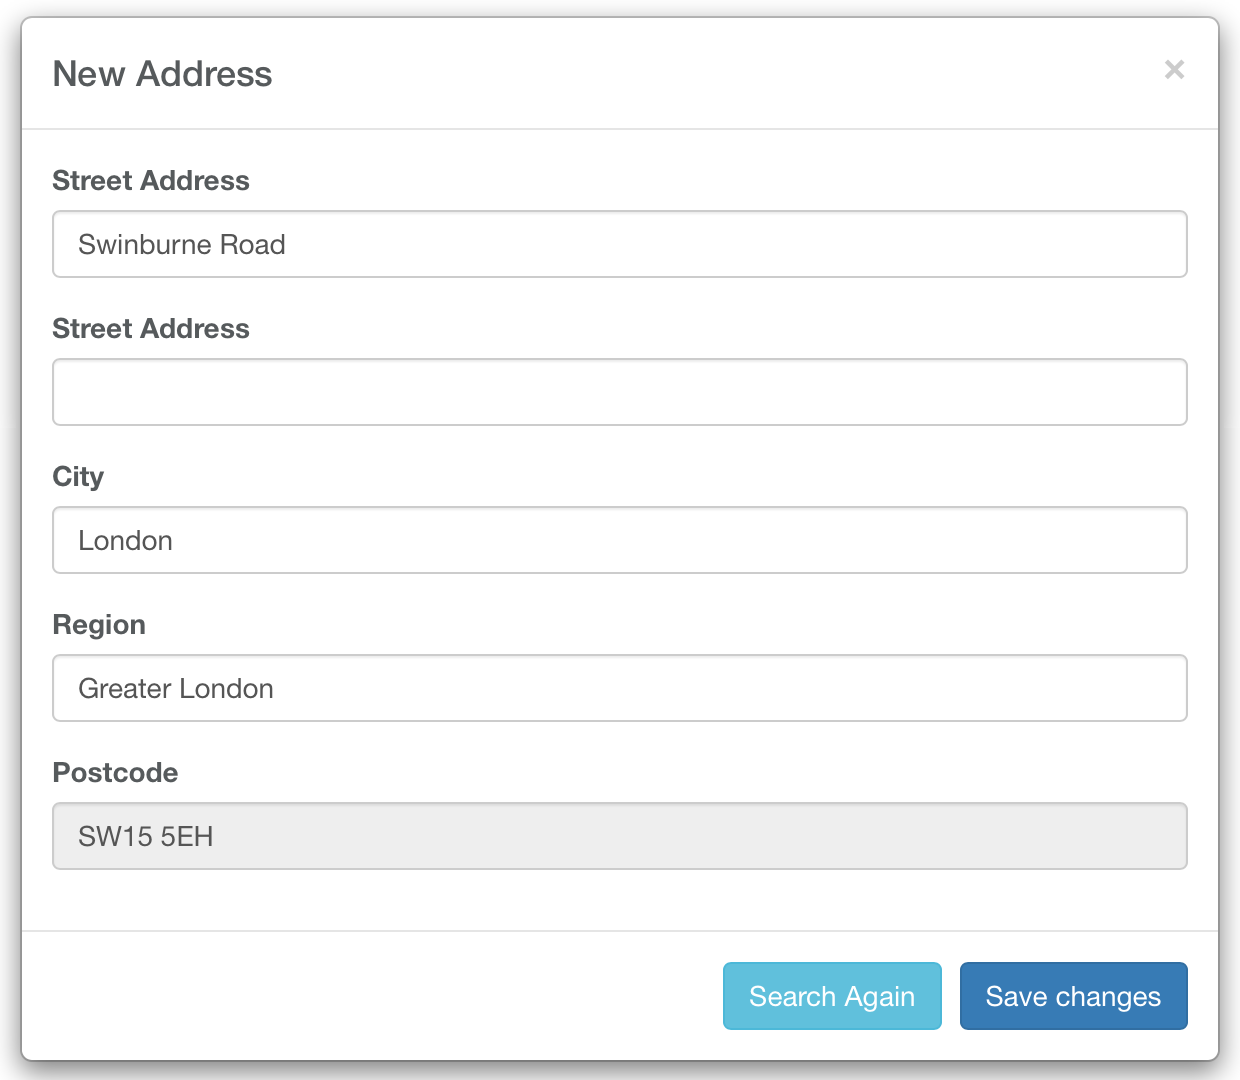 New Address
×
Street Address
Swinburne Road
Street Address
City
London
Region
Greater London
Postcode
SW15 5EH
Search Again
Save changes